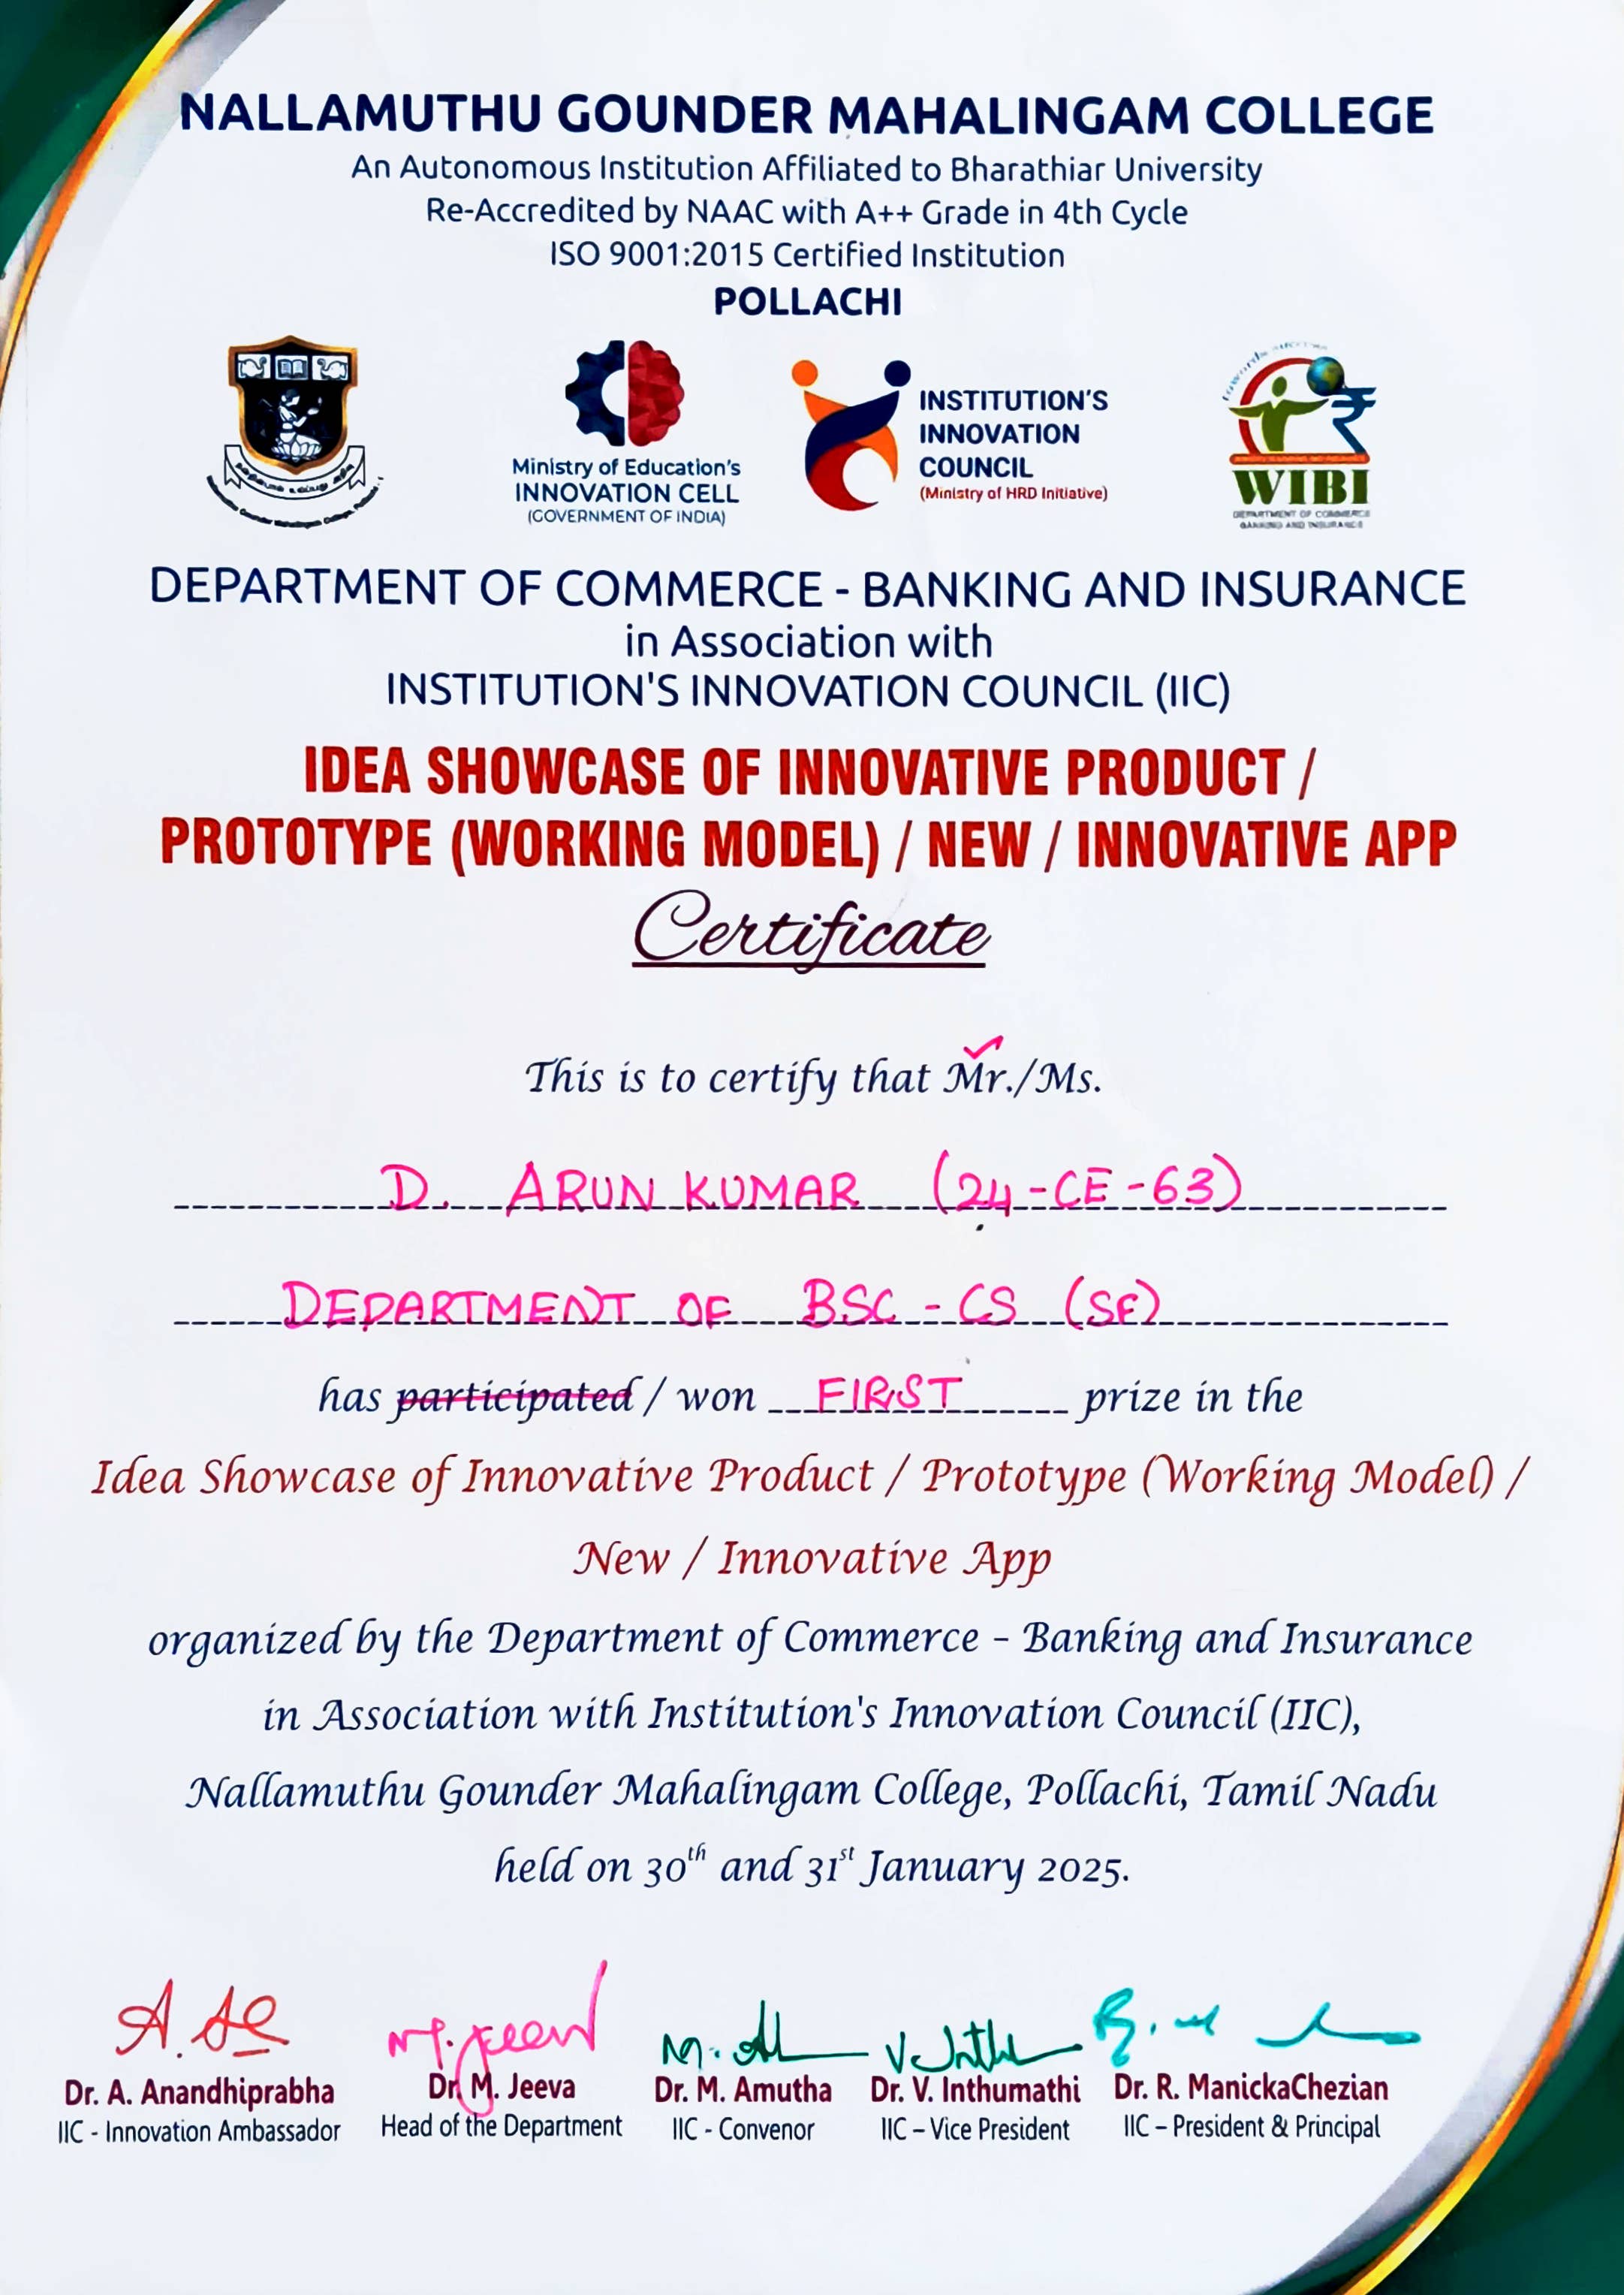 NALLAMUTHU GOUNDER MAHALINGAM COLLEGE
An Autonomous Institution Affiliated to Bharathiar University
Re-Accredited by NAAC with A++ Grade in 4th Cycle
ISO 9001:2015 Certified Institution
POLLACHI
Ministry of Education's
INNOVATION CELL
(GOVERNMENT OF INDIA)
INSTITUTION'S
INNOVATION
COUNCIL
(Ministry of HRD Initiative)
WIBI
DEPARTMENT OF COMMERCE
BANKING AND INSURANCE
DEPARTMENT OF COMMERCE - BANKING AND INSURANCE
in Association with
INSTITUTION'S INNOVATION COUNCIL (IIC)
IDEA SHOWCASE OF INNOVATIVE PRODUCT /
PROTOTYPE (WORKING MODEL) / NEW / INNOVATIVE APP
Certificate
This is to certify that Mr./Ms.
D. ARUN KUMAR (24-CE-63)
DEPARTMENT OF BSC - CS (SF)
has participated / won FIRST prize in the
Idea Showcase of Innovative Product / Prototype (Working Model) /
New / Innovative App
organized by the Department of Commerce - Banking and Insurance
in Association with Institution's Innovation Council (IIC),
Nallamuthu Gounder Mahalingam College, Pollachi, Tamil Nadu
held on 30th and 31st January 2025.
Dr. A. Anandhiprabha
IIC - Innovation Ambassador
Dr. M. Jeeva
Head of the Department
Dr. M. Amutha
IIC - Convenor
Dr. V. Inthumathi
IIC – Vice President
Dr. R. ManickaChezian
IIC – President & Principal